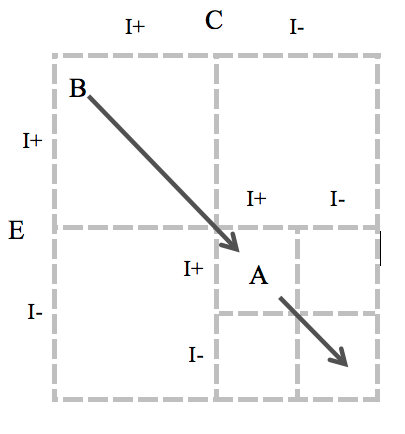 I+ C I-
B
I+
I+ I-
E
I+ A
I-
I-